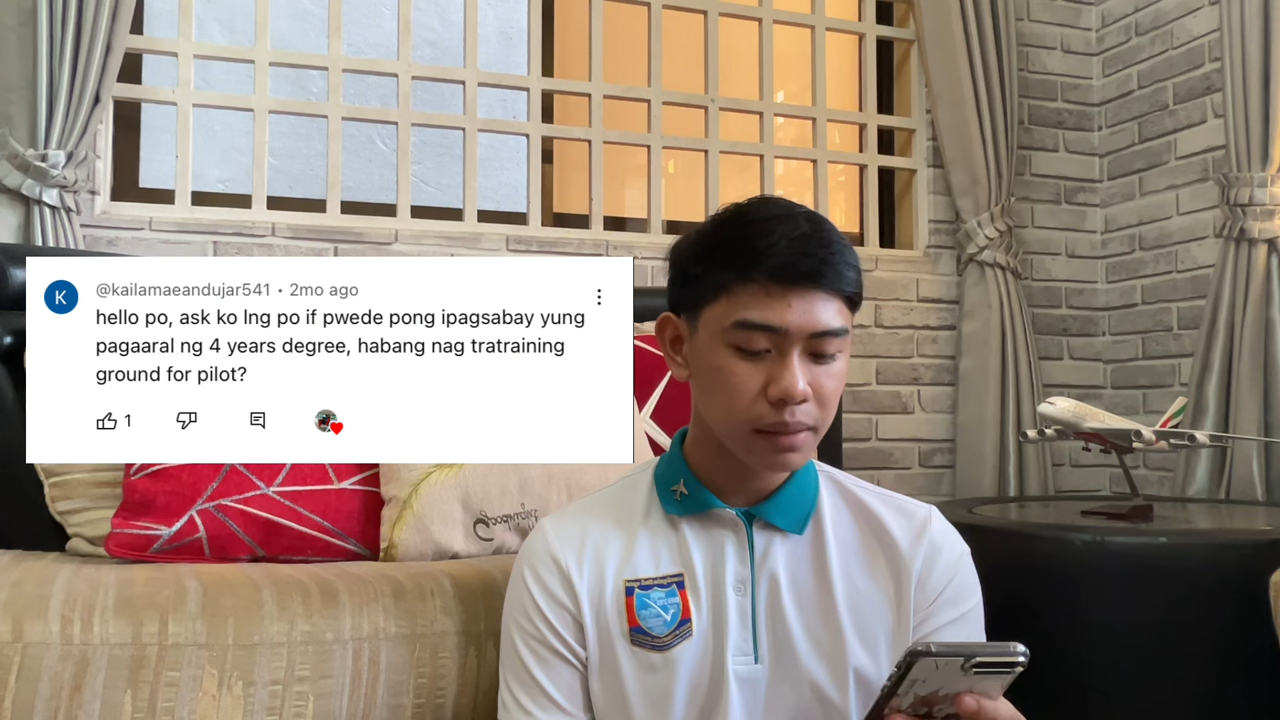 K
@kailamaeandujar541 • 2mo ago
hello po, ask ko lng po if pwede pong ipagsabay yung
pagaaral ng 4 years degree, habang nag tratraining
ground for pilot?
1